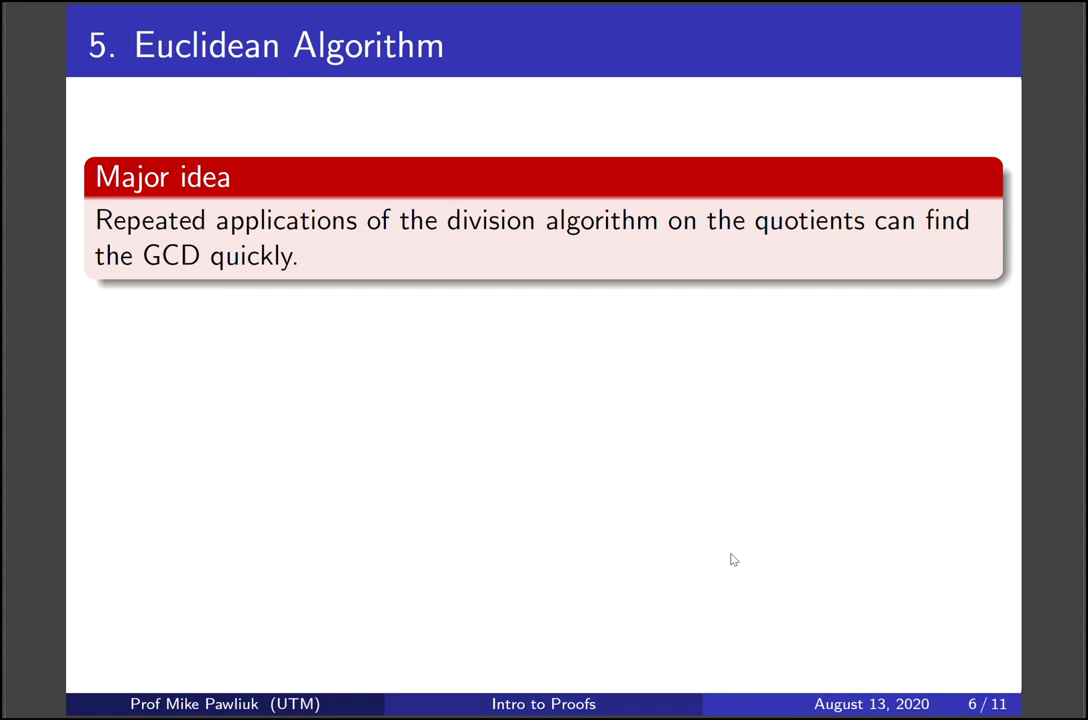 5. Euclidean Algorithm
Major idea
Repeated applications of the division algorithm on the quotients can find
the GCD quickly.
Prof Mike Pawliuk (UTM)
Intro to Proofs
August 13, 2020
6 / 11